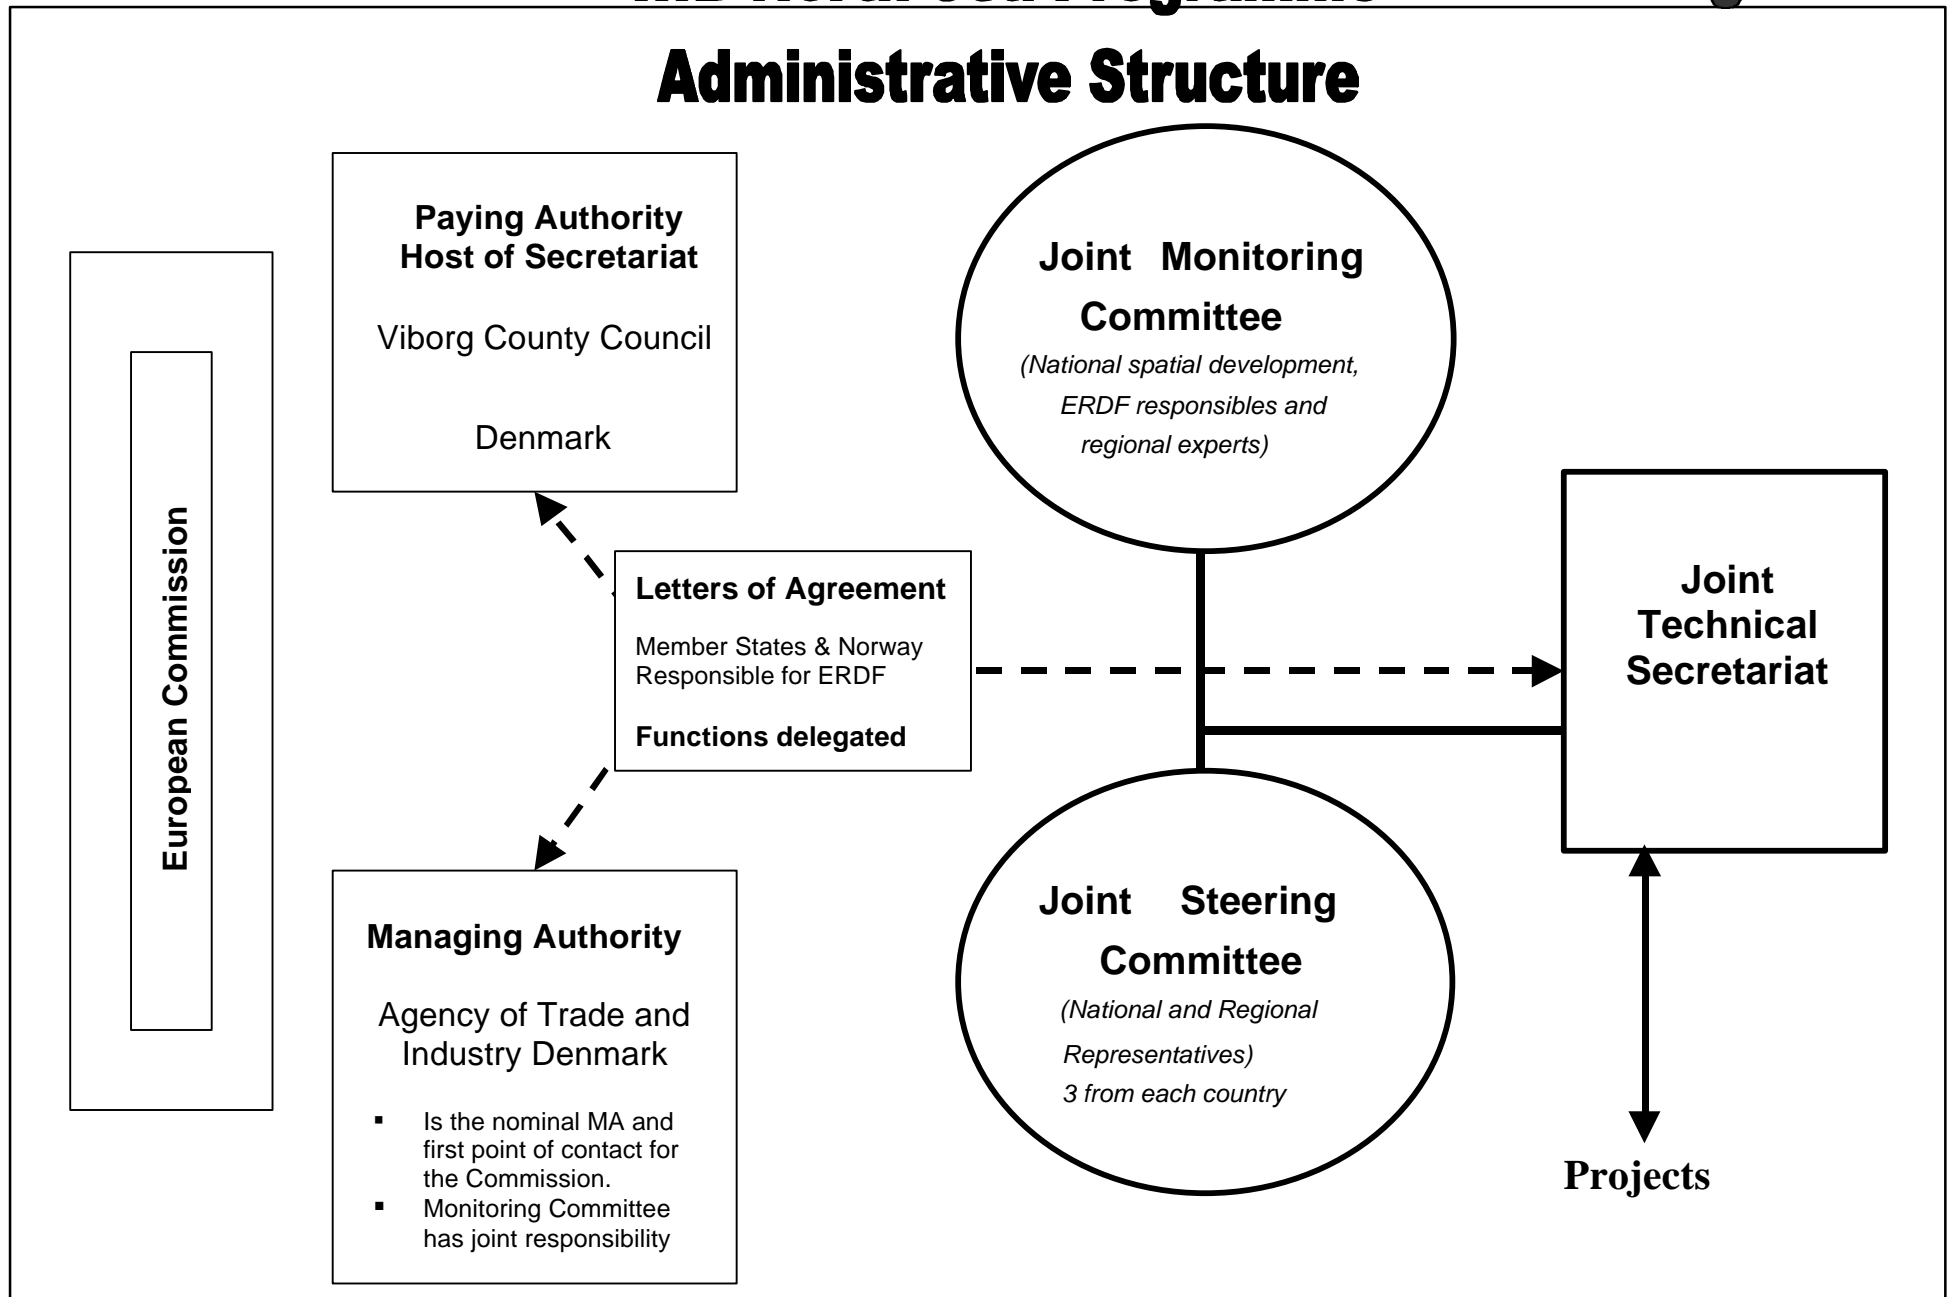 Administrative Structure
European Commission
Paying Authority
Host of Secretariat
Viborg County Council
Denmark
Joint Monitoring
Committee
(National spatial development,
ERDF responsibles and
regional experts)
Letters of Agreement
Member States & Norway
Responsible for ERDF
Functions delegated
Joint
Technical
Secretariat
Managing Authority
Agency of Trade and
Industry Denmark
▪ Is the nominal MA and
first point of contact for
the Commission.
▪ Monitoring Committee
has joint responsibility
Joint Steering
Committee
(National and Regional
Representatives)
3 from each country
Projects